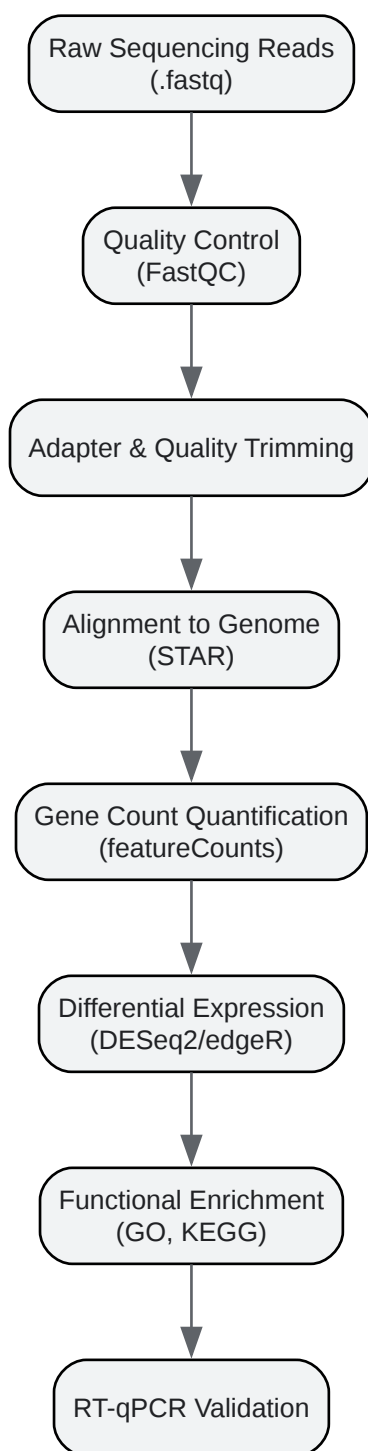 Raw Sequencing Reads
(.fastq)
Quality Control
(FastQC)
Adapter & Quality Trimming
Alignment to Genome
(STAR)
Gene Count Quantification
(featureCounts)
Differential Expression
(DESeq2/edgeR)
Functional Enrichment
(GO, KEGG)
RT-qPCR Validation